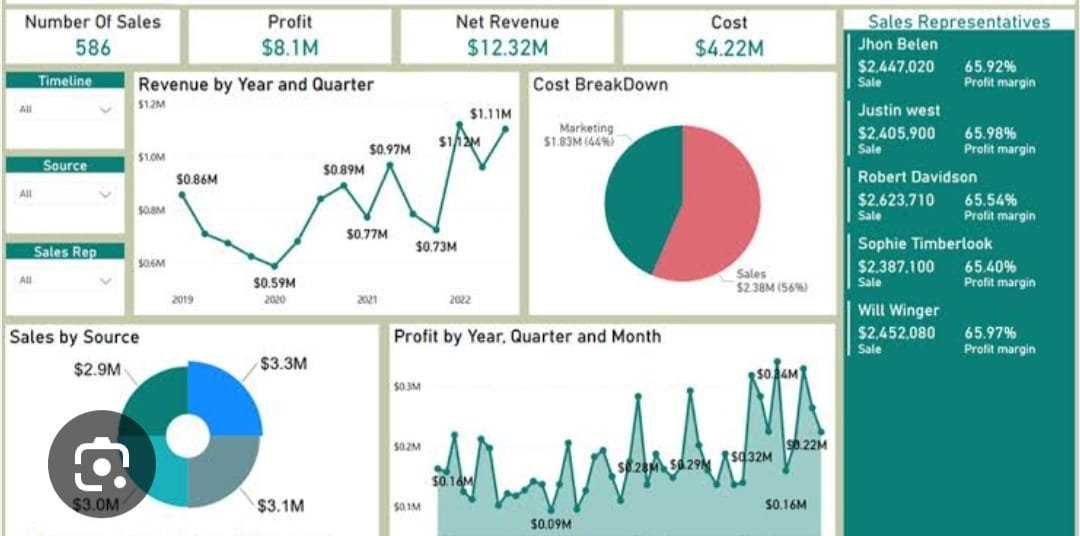 Number Of Sales
586
Profit
$8.1M
Net Revenue
$12.32M
Cost
$4.22M
Sales Representatives
Jhon Belen
$2,447,020 65.92%
Sale Profit margin
Justin west
$2,405,900 65.98%
Sale Profit margin
Robert Davidson
$2,623,710 65.54%
Sale Profit margin
Sophie Timberlook
$2,387,100 65.40%
Sale Profit margin
Will Winger
$2,452,080 65.97%
Sale Profit margin
Timeline
All
Source
All
Sales Rep
All
Revenue by Year and Quarter
$1.2M
$1.0M
$0.8M
$0.6M
$0.86M
$0.59M
$0.89M
$0.77M
$0.97M
$0.73M
$1.12M
$1.11M
2019 2020 2021 2022
Cost BreakDown
Marketing
$1.83M (44%)
Sales
$2.38M (56%)
Sales by Source
$2.9M
$3.3M
$3.0M
$3.1M
Profit by Year, Quarter and Month
$0.3M
$0.2M
$0.1M
$0.16M
$0.09M
$0.28M
$0.29M
$0.32M
$0.34M
$0.16M
$0.22M